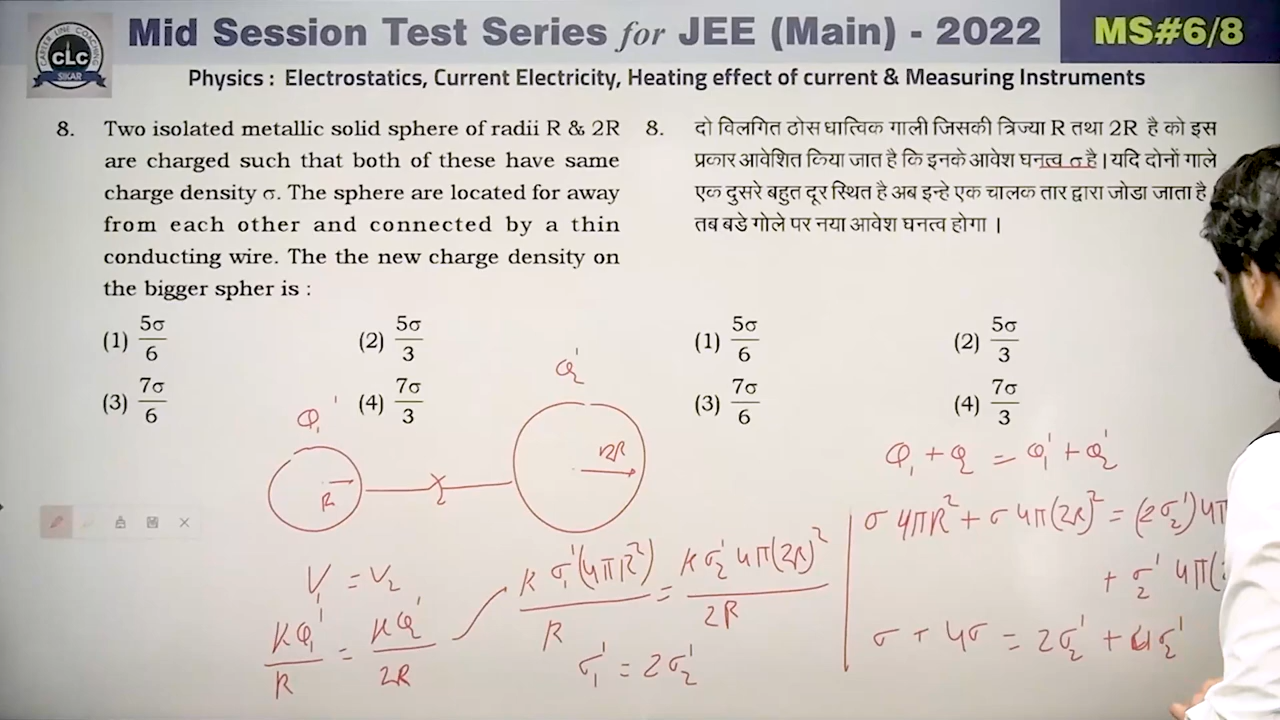 Mid Session Test Series for JEE (Main) - 2022
MS#6/8
CAREER LINE COACHING
CLC
SIKAR
Physics : Electrostatics, Current Electricity, Heating effect of current & Measuring Instruments
8. Two isolated metallic solid sphere of radii R & 2R
are charged such that both of these have same
charge density σ. The sphere are located for away
from each other and connected by a thin
conducting wire. The the new charge density on
the bigger spher is :
(1) 5σ/6 (2) 5σ/3
(3) 7σ/6 (4) 7σ/3
8. दो विलगित ठोस धात्विक गाली जिसकी त्रिज्या R तथा 2R है को इस
प्रकार आवेशित किया जात है कि इनके आवेश घनत्व σ है। यदि दोनों गाले
एक दुसरे बहुत दूर स्थित है अब इन्हे एक चालक तार द्वारा जोडा जाता है
तब बडे गोले पर नया आवेश घनत्व होगा ।
(1) 5σ/6 (2) 5σ/3
(3) 7σ/6 (4) 7σ/3
Q₁'
Q₂'
R
2R
V₁ = V₂
KQ₁'/R = KQ₂'/2R
Kσ₁'(4πR²)/R = Kσ₂'4π(2R)²/2R
σ₁' = 2σ₂'
Q₁ + Q₂ = Q₁' + Q₂'
σ4πR² + σ4π(2R)² = (2σ₂')4π
+ σ₂' 4π(
σ + 4σ = 2σ₂' + 4σ₂'